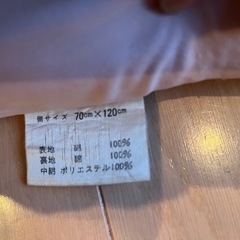 側サイズ 70cm×120cm
表地 綿 100%
裏地 綿 100%
中綿 ポリエステル100%